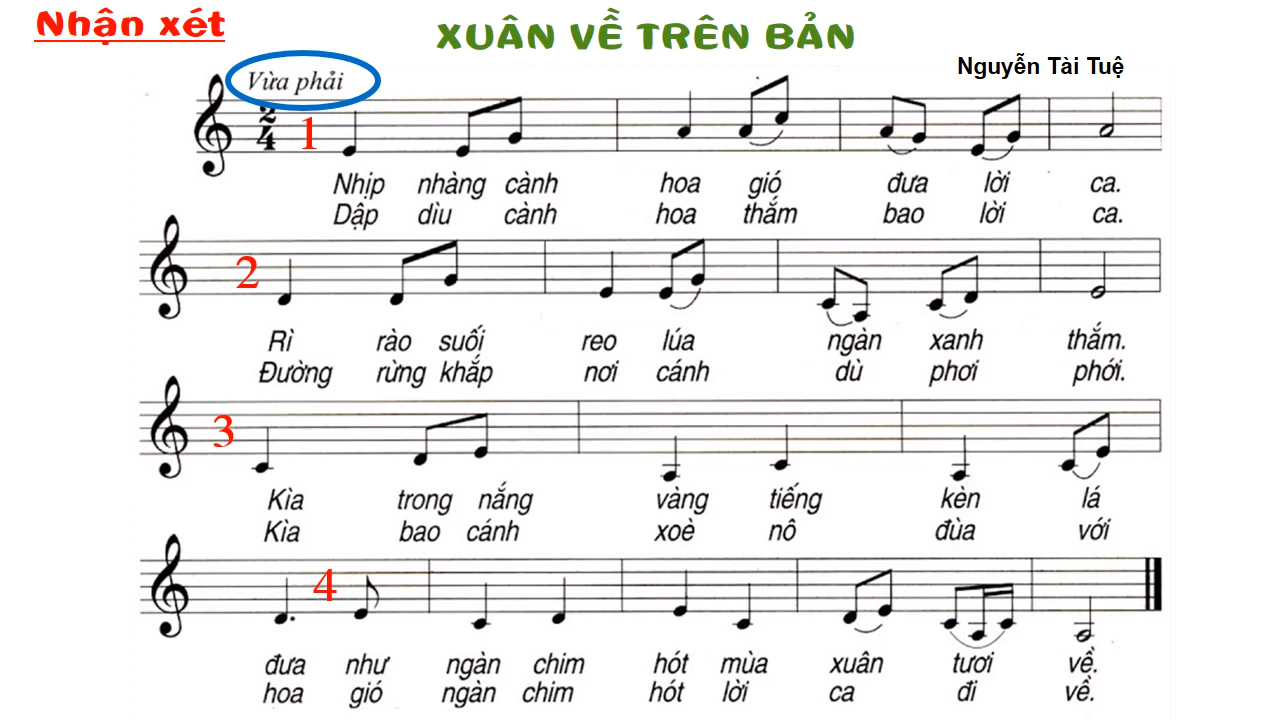 Nhận xét
XUÂN VỀ TRÊN BẢN
Nguyễn Tài Tuệ
Vừa phải
2
4
1
Nhịp nhàng cành hoa gió đưa lời ca.
Dập dìu cành hoa thắm bao lời ca.
2
Rì rào suối reo lúa ngàn xanh thắm.
Đường rừng khắp nơi cánh dù phơi phới.
3
Kìa trong nắng vàng tiếng kèn lá
Kìa bao cánh xoè nô đùa với
4
đưa như ngàn chim hót mùa xuân tươi về.
hoa gió ngàn chim hót lời ca đi về.